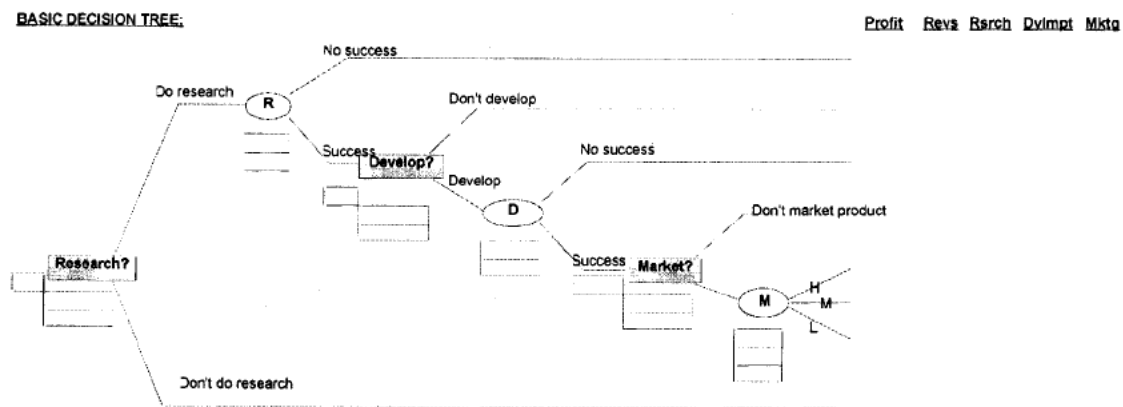 BASIC DECISION TREE:
Profit Revs Rsrch Dvlmpt Mktg
No success
Do research
R
Don't develop
Success
Develop?
No success
Develop
D
Don't market product
Success
Market?
Research?
H
M
M
L
Don't do research